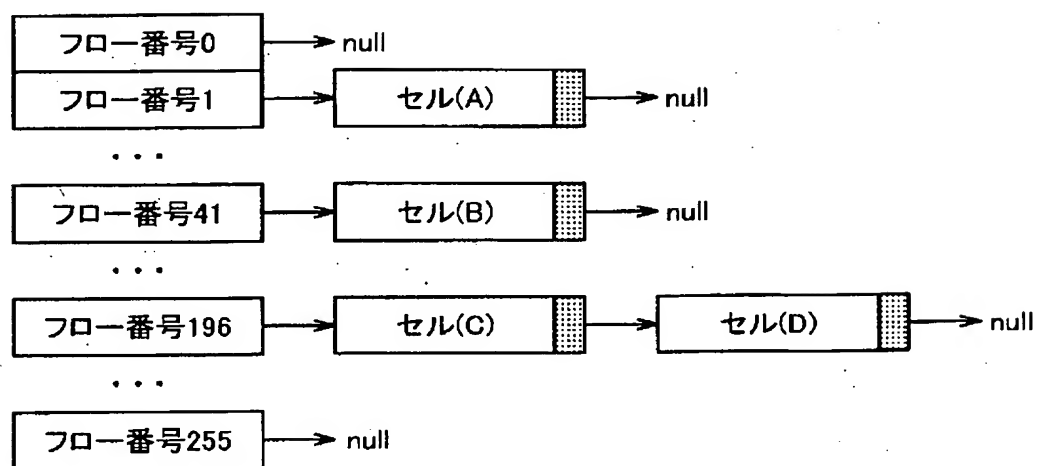 フロー番号0 null
フロー番号1 セル(A) null
・・・
フロー番号41 セル(B) null
・・・
フロー番号196 セル(C) セル(D) null
・・・
フロー番号255 null